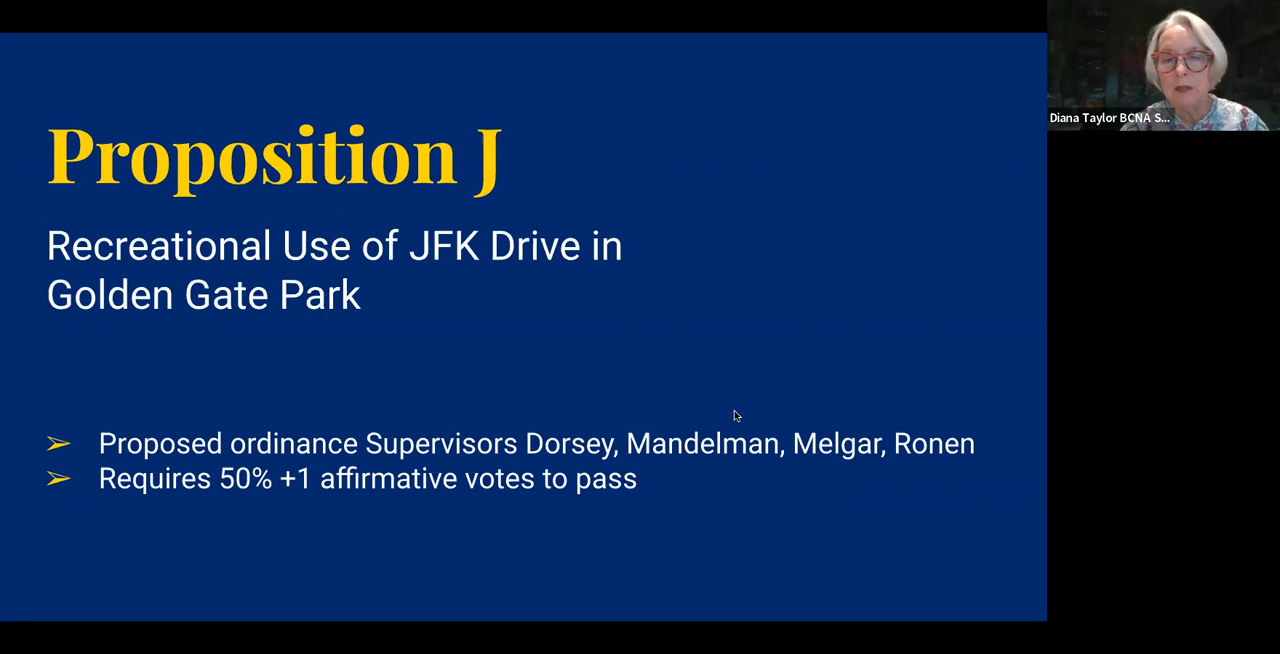 Proposition J
Recreational Use of JFK Drive in
Golden Gate Park
➢ Proposed ordinance Supervisors Dorsey, Mandelman, Melgar, Ronen
➢ Requires 50% +1 affirmative votes to pass
Diana Taylor BCNA S...